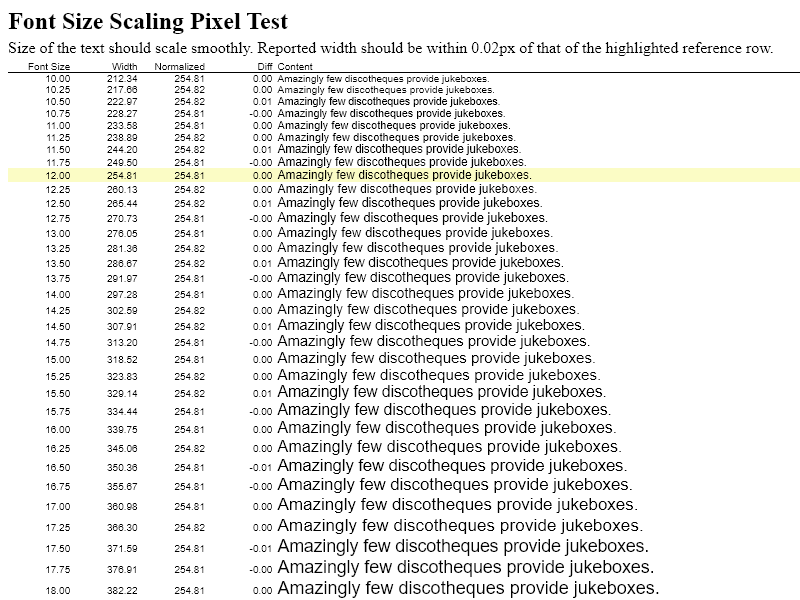 Font Size Scaling Pixel Test
Size of the text should scale smoothly. Reported width should be within 0.02px of that of the highlighted reference row.
Font Size Width Normalized Diff Content
10.00 212.34 254.81 0.00 Amazingly few discotheques provide jukeboxes.
10.25 217.66 254.82 0.00 Amazingly few discotheques provide jukeboxes.
10.50 222.97 254.82 0.01 Amazingly few discotheques provide jukeboxes.
10.75 228.27 254.81 -0.00 Amazingly few discotheques provide jukeboxes.
11.00 233.58 254.81 0.00 Amazingly few discotheques provide jukeboxes.
11.25 238.89 254.82 0.00 Amazingly few discotheques provide jukeboxes.
11.50 244.20 254.82 0.01 Amazingly few discotheques provide jukeboxes.
11.75 249.50 254.81 -0.00 Amazingly few discotheques provide jukeboxes.
12.00 254.81 254.81 0.00 Amazingly few discotheques provide jukeboxes.
12.25 260.13 254.82 0.00 Amazingly few discotheques provide jukeboxes.
12.50 265.44 254.82 0.01 Amazingly few discotheques provide jukeboxes.
12.75 270.73 254.81 -0.00 Amazingly few discotheques provide jukeboxes.
13.00 276.05 254.81 0.00 Amazingly few discotheques provide jukeboxes.
13.25 281.36 254.82 0.00 Amazingly few discotheques provide jukeboxes.
13.50 286.67 254.82 0.01 Amazingly few discotheques provide jukeboxes.
13.75 291.97 254.81 -0.00 Amazingly few discotheques provide jukeboxes.
14.00 297.28 254.81 0.00 Amazingly few discotheques provide jukeboxes.
14.25 302.59 254.82 0.00 Amazingly few discotheques provide jukeboxes.
14.50 307.91 254.82 0.01 Amazingly few discotheques provide jukeboxes.
14.75 313.20 254.81 -0.00 Amazingly few discotheques provide jukeboxes.
15.00 318.52 254.81 0.00 Amazingly few discotheques provide jukeboxes.
15.25 323.83 254.82 0.00 Amazingly few discotheques provide jukeboxes.
15.50 329.14 254.82 0.01 Amazingly few discotheques provide jukeboxes.
15.75 334.44 254.81 -0.00 Amazingly few discotheques provide jukeboxes.
16.00 339.75 254.81 0.00 Amazingly few discotheques provide jukeboxes.
16.25 345.06 254.82 0.00 Amazingly few discotheques provide jukeboxes.
16.50 350.36 254.81 -0.01 Amazingly few discotheques provide jukeboxes.
16.75 355.67 254.81 -0.00 Amazingly few discotheques provide jukeboxes.
17.00 360.98 254.81 0.00 Amazingly few discotheques provide jukeboxes.
17.25 366.30 254.82 0.00 Amazingly few discotheques provide jukeboxes.
17.50 371.59 254.81 -0.01 Amazingly few discotheques provide jukeboxes.
17.75 376.91 254.81 -0.00 Amazingly few discotheques provide jukeboxes.
18.00 382.22 254.81 0.00 Amazingly few discotheques provide jukeboxes.